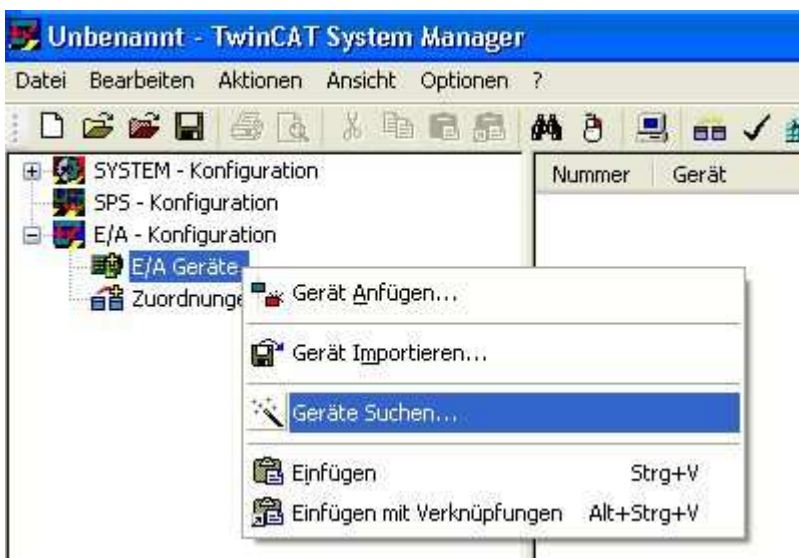 Unbenannt - TwinCAT System Manager
Datei Bearbeiten Aktionen Ansicht Optionen ?
SYSTEM - Konfiguration
SPS - Konfiguration
E/A - Konfiguration
E/A Geräte
Zuordnunge
Nummer Gerät
Gerät Anfügen...
Gerät Importieren...
Geräte Suchen...
Einfügen Strg+V
Einfügen mit Verknüpfungen Alt+Strg+V